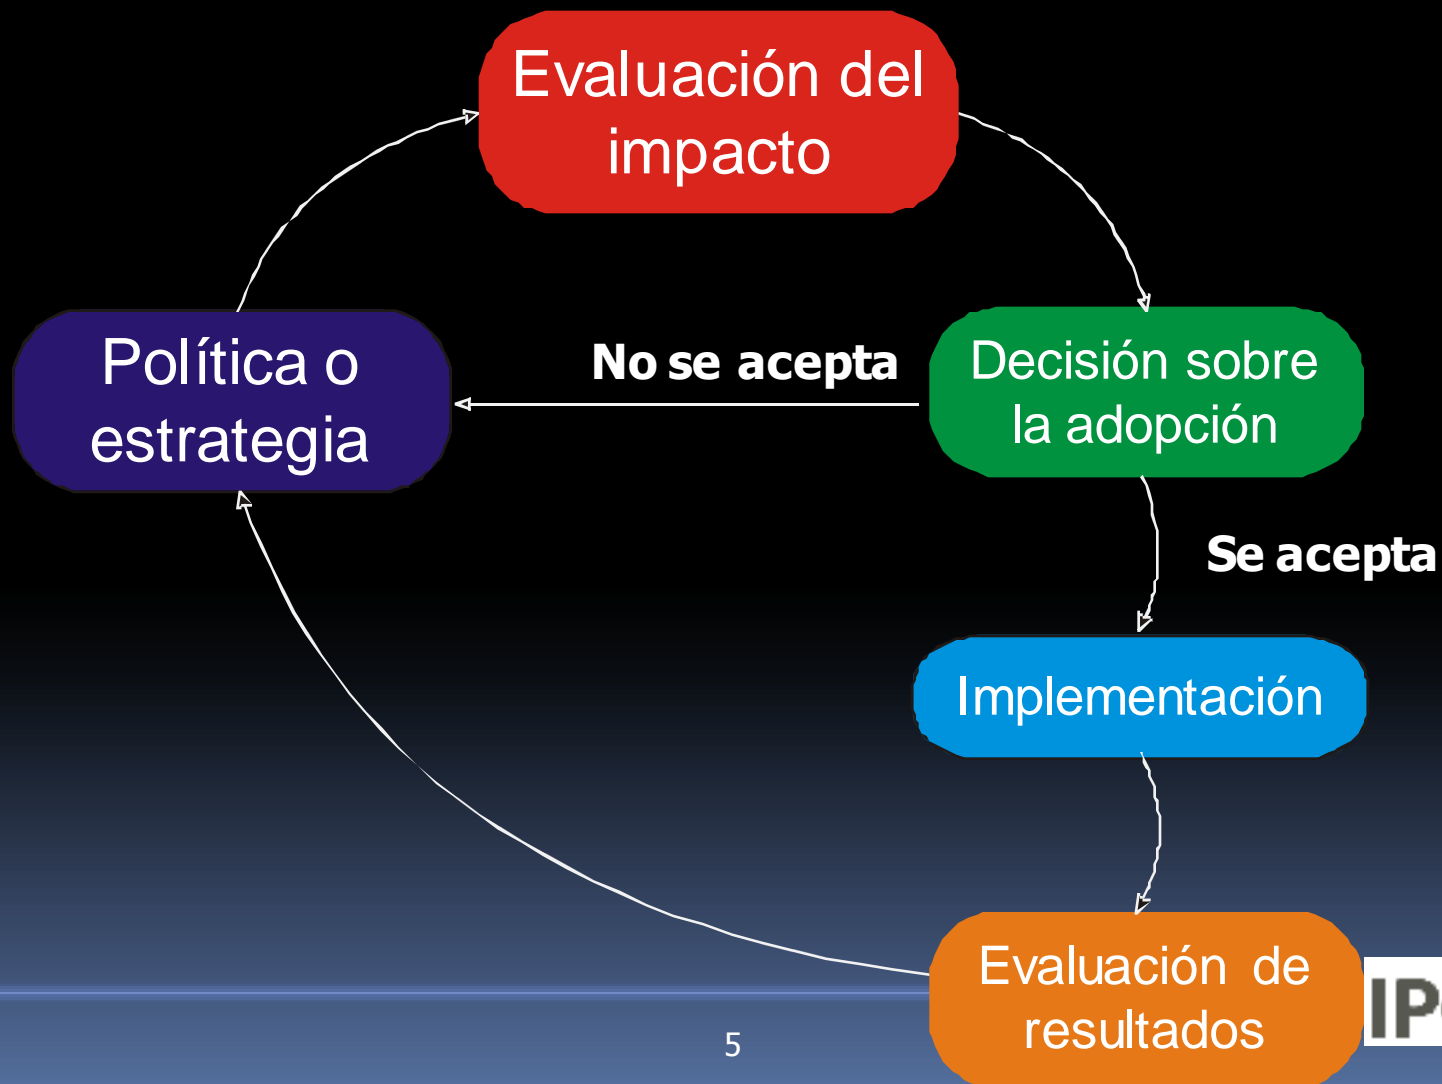 Evaluación del
impacto
Política o
estrategia
No se acepta
Decisión sobre
la adopción
Se acepta
Implementación
Evaluación de
resultados
5